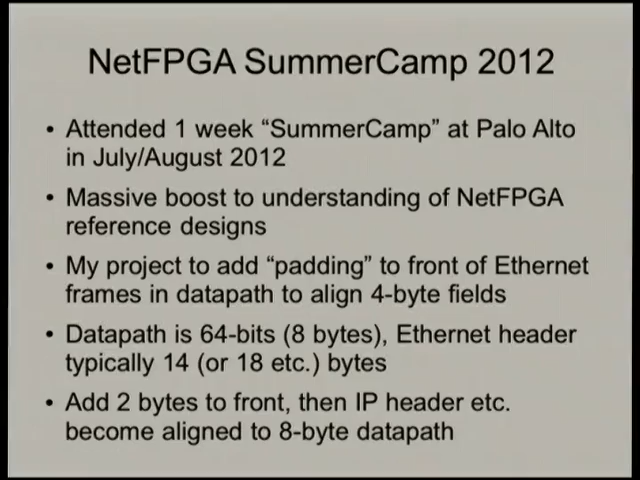 NetFPGA SummerCamp 2012
• Attended 1 week “SummerCamp” at Palo Alto
in July/August 2012
• Massive boost to understanding of NetFPGA
reference designs
• My project to add “padding” to front of Ethernet
frames in datapath to align 4-byte fields
• Datapath is 64-bits (8 bytes), Ethernet header
typically 14 (or 18 etc.) bytes
• Add 2 bytes to front, then IP header etc.
become aligned to 8-byte datapath